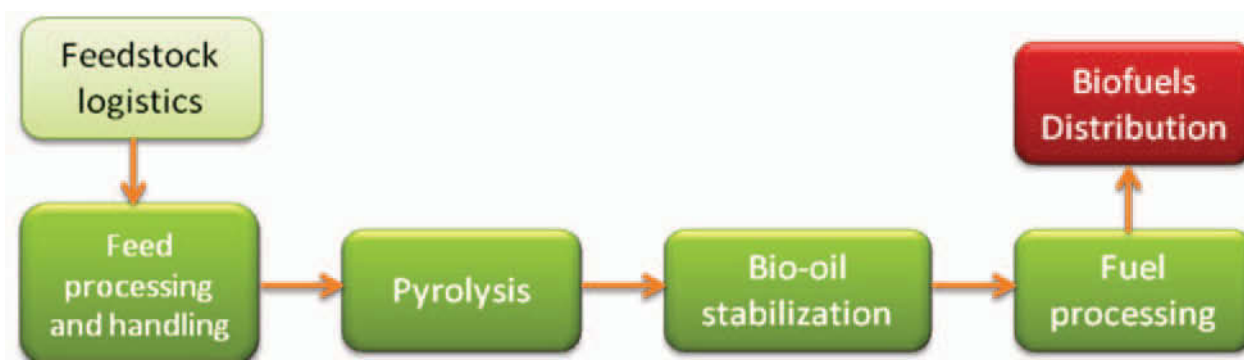 Feedstock
logistics
Feed
processing
and handling
Pyrolysis
Bio-oil
stabilization
Fuel
processing
Biofuels
Distribution